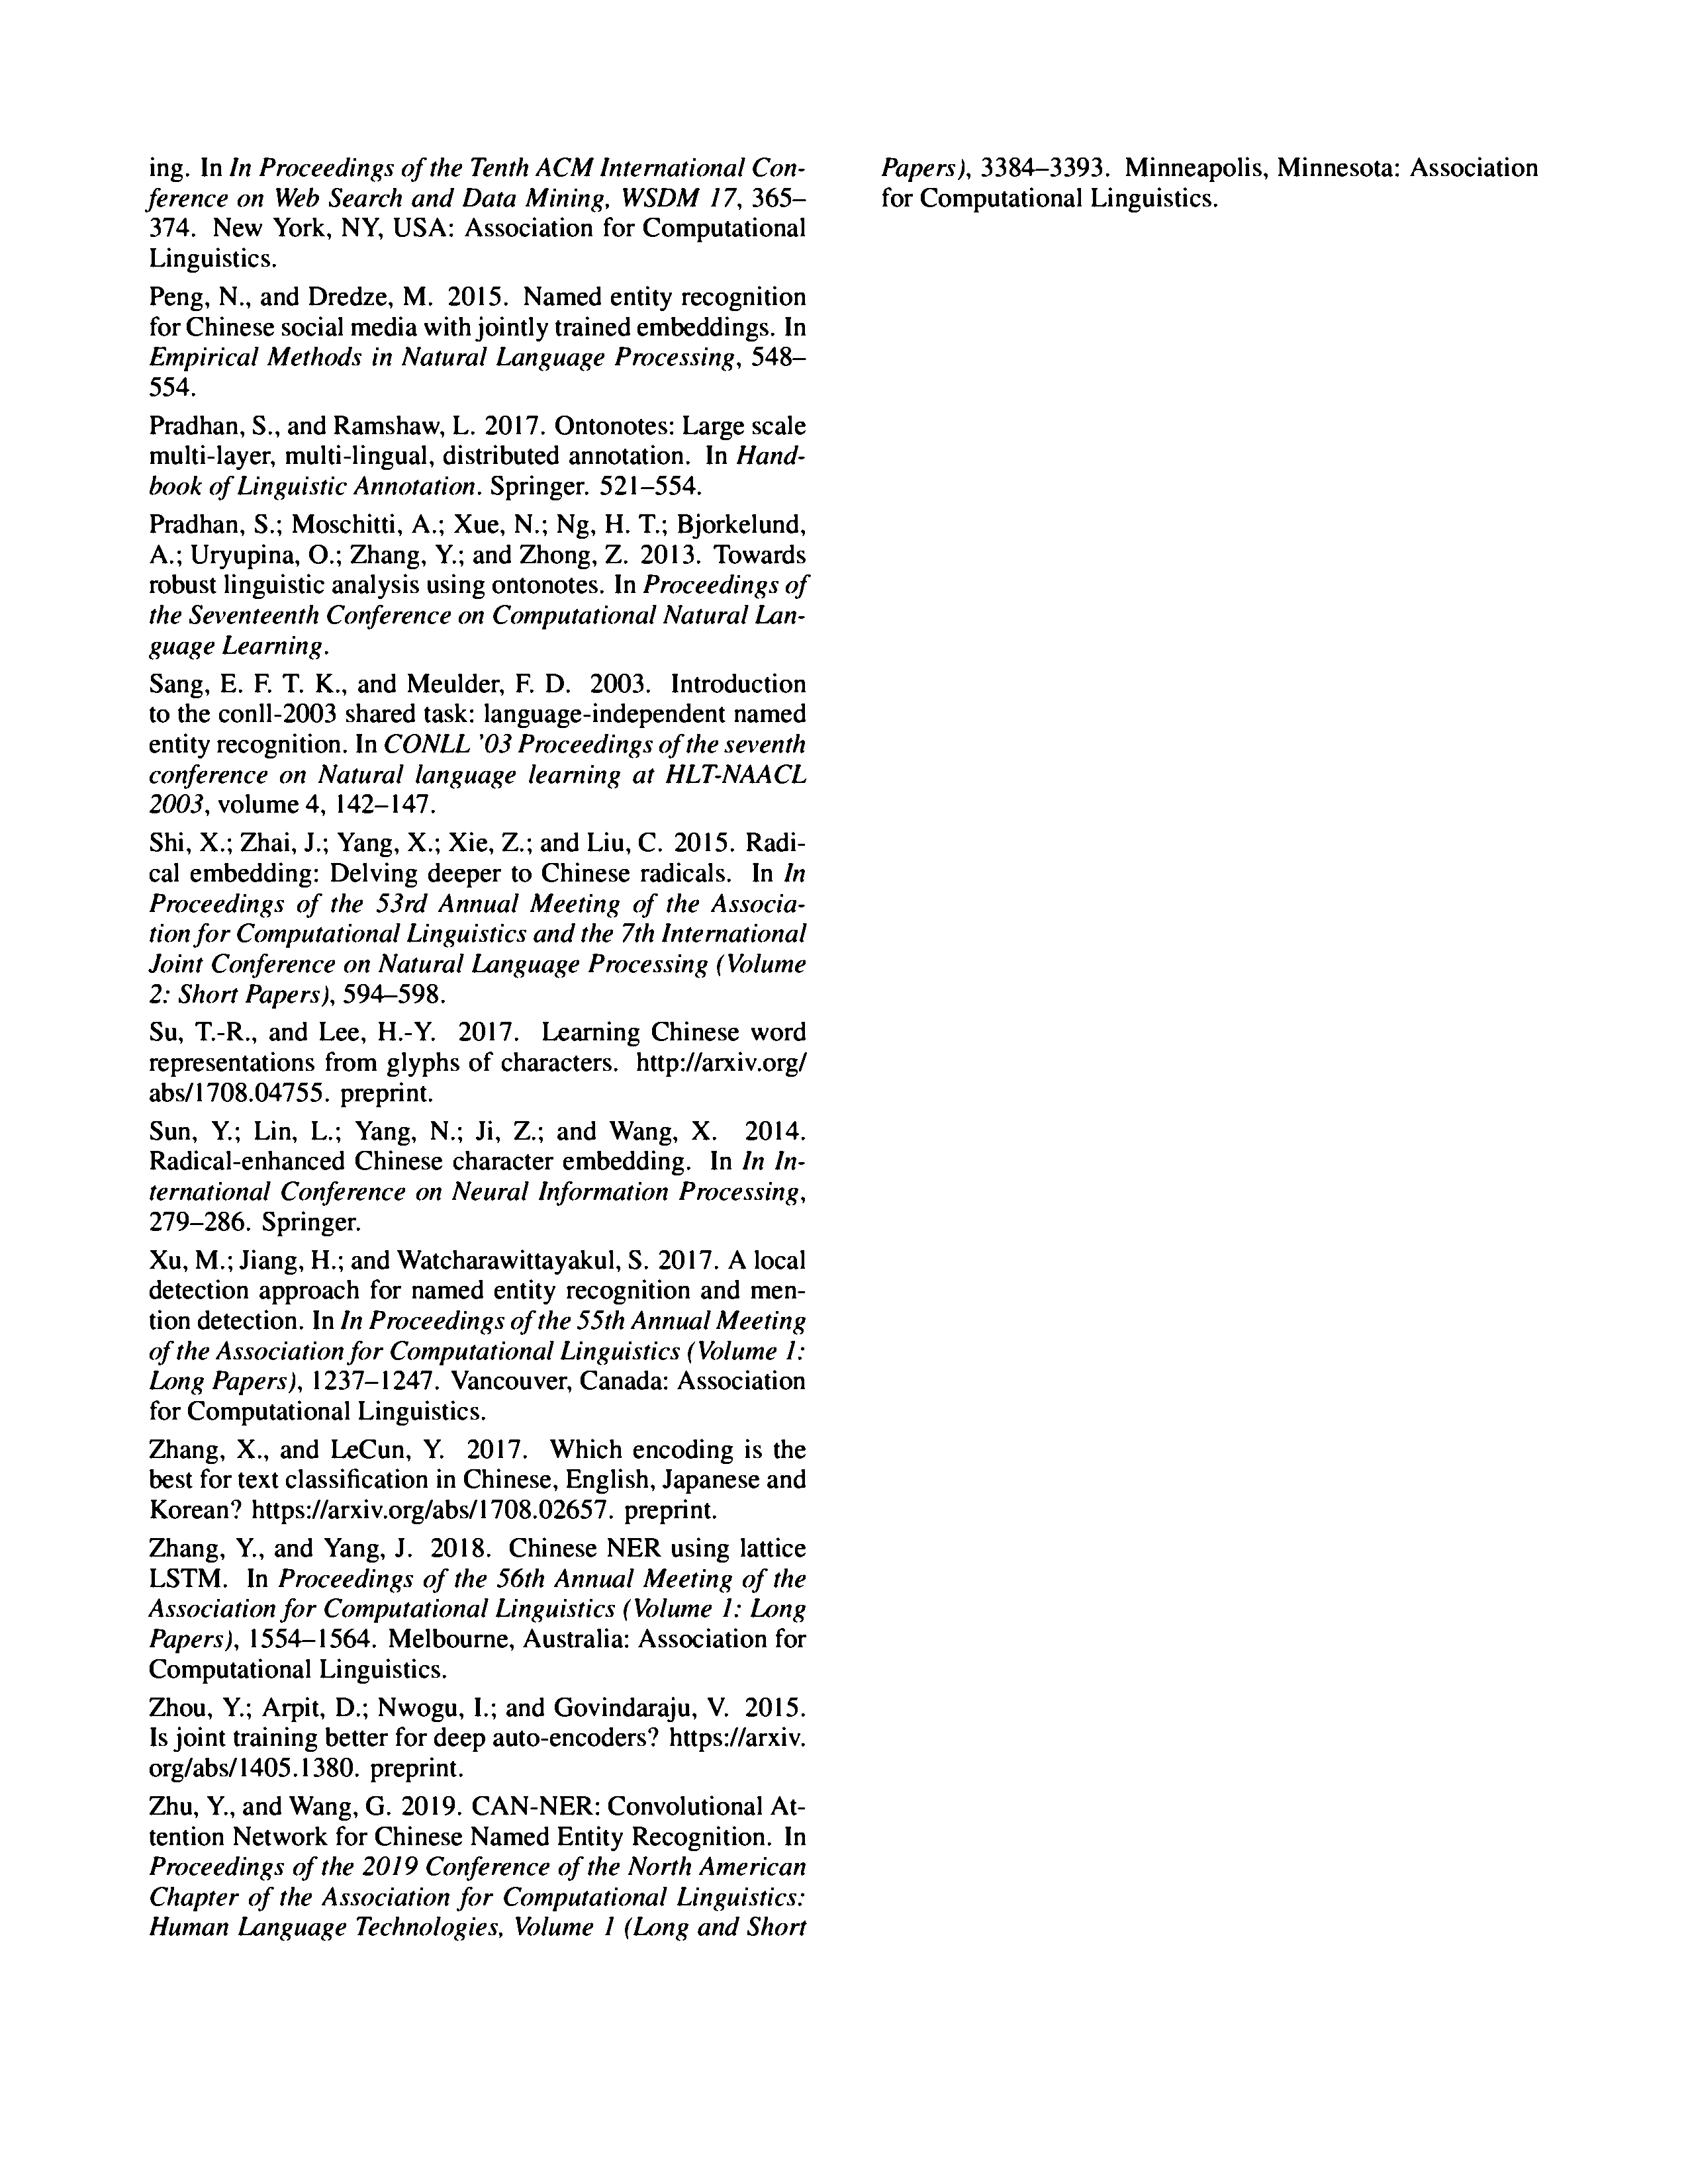 ing. In In Proceedings of the Tenth ACM International Con-
ference on Web Search and Data Mining, WSDM 17, 365–
374. New York, NY, USA: Association for Computational
Linguistics.
Peng, N., and Dredze, M. 2015. Named entity recognition
for Chinese social media with jointly trained embeddings. In
Empirical Methods in Natural Language Processing, 548–
554.
Pradhan, S., and Ramshaw, L. 2017. Ontonotes: Large scale
multi-layer, multi-lingual, distributed annotation. In Hand-
book of Linguistic Annotation. Springer. 521–554.
Pradhan, S.; Moschitti, A.; Xue, N.; Ng, H. T.; Bjorkelund,
A.; Uryupina, O.; Zhang, Y.; and Zhong, Z. 2013. Towards
robust linguistic analysis using ontonotes. In Proceedings of
the Seventeenth Conference on Computational Natural Lan-
guage Learning.
Sang, E. F. T. K., and Meulder, F. D. 2003. Introduction
to the conll-2003 shared task: language-independent named
entity recognition. In CONLL '03 Proceedings of the seventh
conference on Natural language learning at HLT-NAACL
2003, volume 4, 142–147.
Shi, X.; Zhai, J.; Yang, X.; Xie, Z.; and Liu, C. 2015. Radi-
cal embedding: Delving deeper to Chinese radicals. In In
Proceedings of the 53rd Annual Meeting of the Associa-
tion for Computational Linguistics and the 7th International
Joint Conference on Natural Language Processing (Volume
2: Short Papers), 594–598.
Su, T.-R., and Lee, H.-Y. 2017. Learning Chinese word
representations from glyphs of characters. http://arxiv.org/
abs/1708.04755. preprint.
Sun, Y.; Lin, L.; Yang, N.; Ji, Z.; and Wang, X. 2014.
Radical-enhanced Chinese character embedding. In In In-
ternational Conference on Neural Information Processing,
279–286. Springer.
Xu, M.; Jiang, H.; and Watcharawittayakul, S. 2017. A local
detection approach for named entity recognition and men-
tion detection. In In Proceedings of the 55th Annual Meeting
of the Association for Computational Linguistics (Volume 1:
Long Papers), 1237–1247. Vancouver, Canada: Association
for Computational Linguistics.
Zhang, X., and LeCun, Y. 2017. Which encoding is the
best for text classification in Chinese, English, Japanese and
Korean? https://arxiv.org/abs/1708.02657. preprint.
Zhang, Y., and Yang, J. 2018. Chinese NER using lattice
LSTM. In Proceedings of the 56th Annual Meeting of the
Association for Computational Linguistics (Volume 1: Long
Papers), 1554–1564. Melbourne, Australia: Association for
Computational Linguistics.
Zhou, Y.; Arpit, D.; Nwogu, I.; and Govindaraju, V. 2015.
Is joint training better for deep auto-encoders? https://arxiv.
org/abs/1405.1380. preprint.
Zhu, Y., and Wang, G. 2019. CAN-NER: Convolutional At-
tention Network for Chinese Named Entity Recognition. In
Proceedings of the 2019 Conference of the North American
Chapter of the Association for Computational Linguistics:
Human Language Technologies, Volume 1 (Long and Short
Papers), 3384–3393. Minneapolis, Minnesota: Association
for Computational Linguistics.